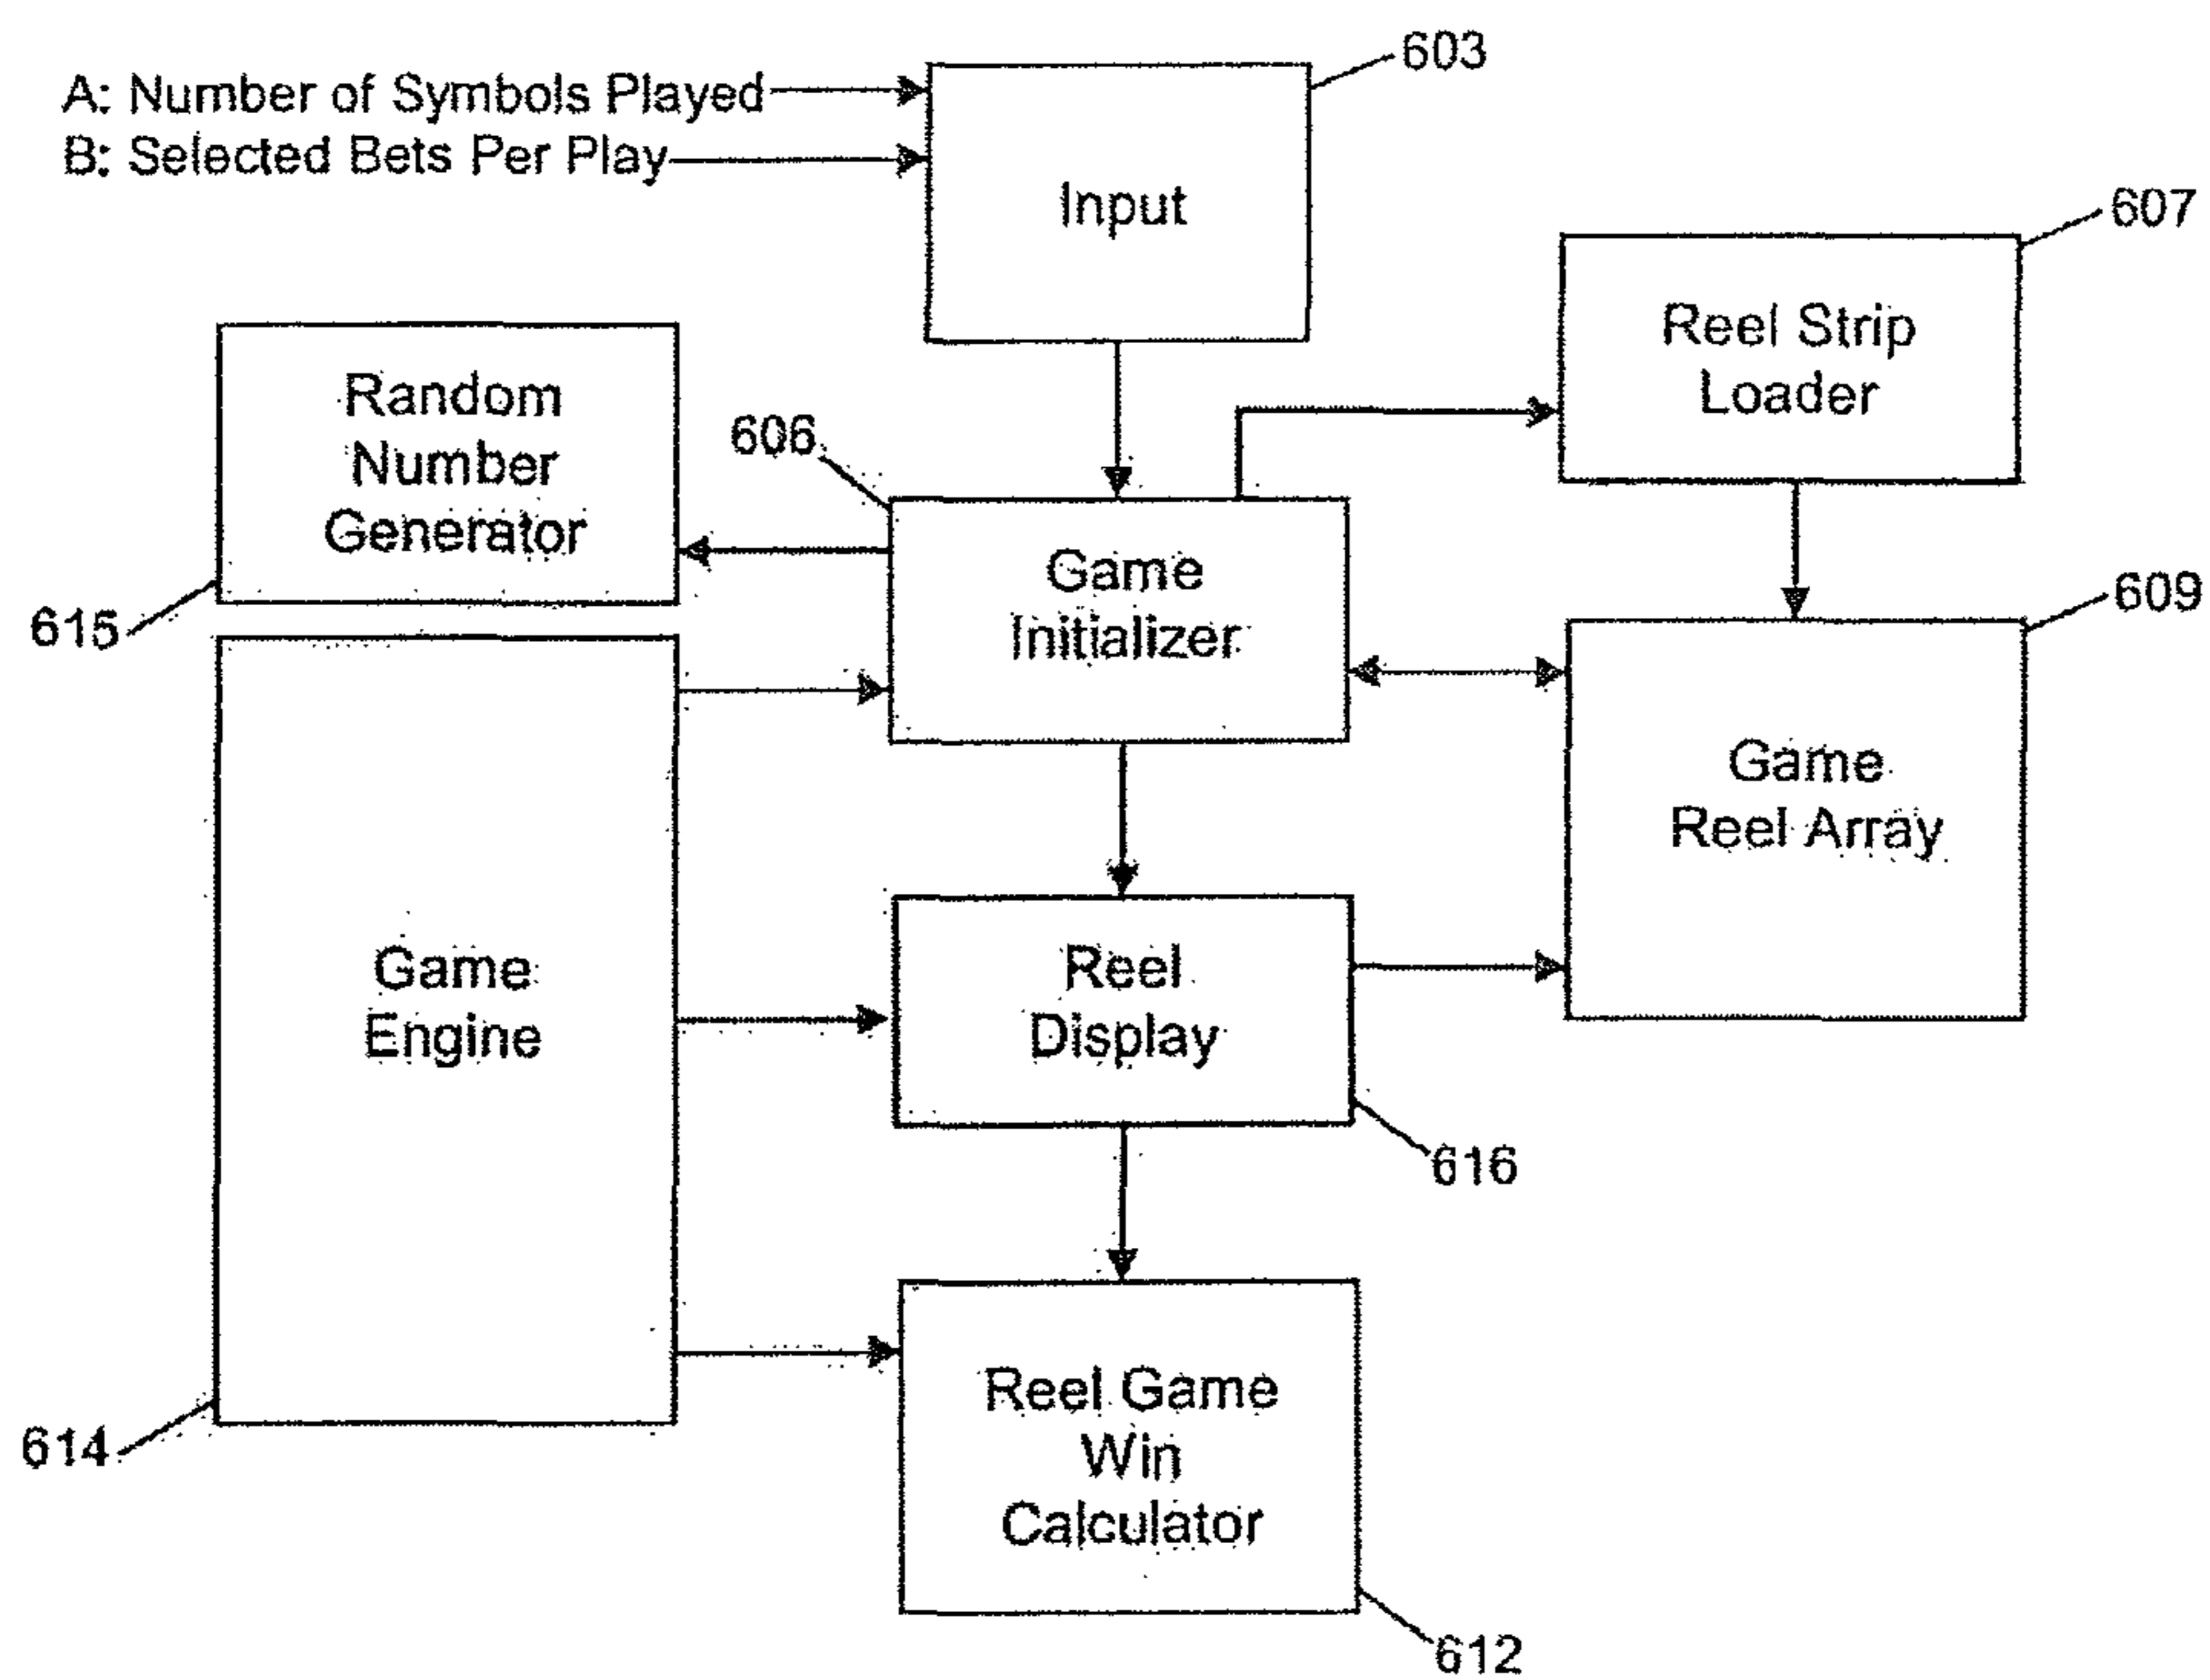 603
A: Number of Symbols Played
B: Selected Bets Per Play
Input
607
Reel Strip
Loader
Random
Number
Generator
606
615
Game
Initializer
609
Game
Reel Array
Game
Engine
Reel
Display
616
614
Reel Game
Win
Calculator
612